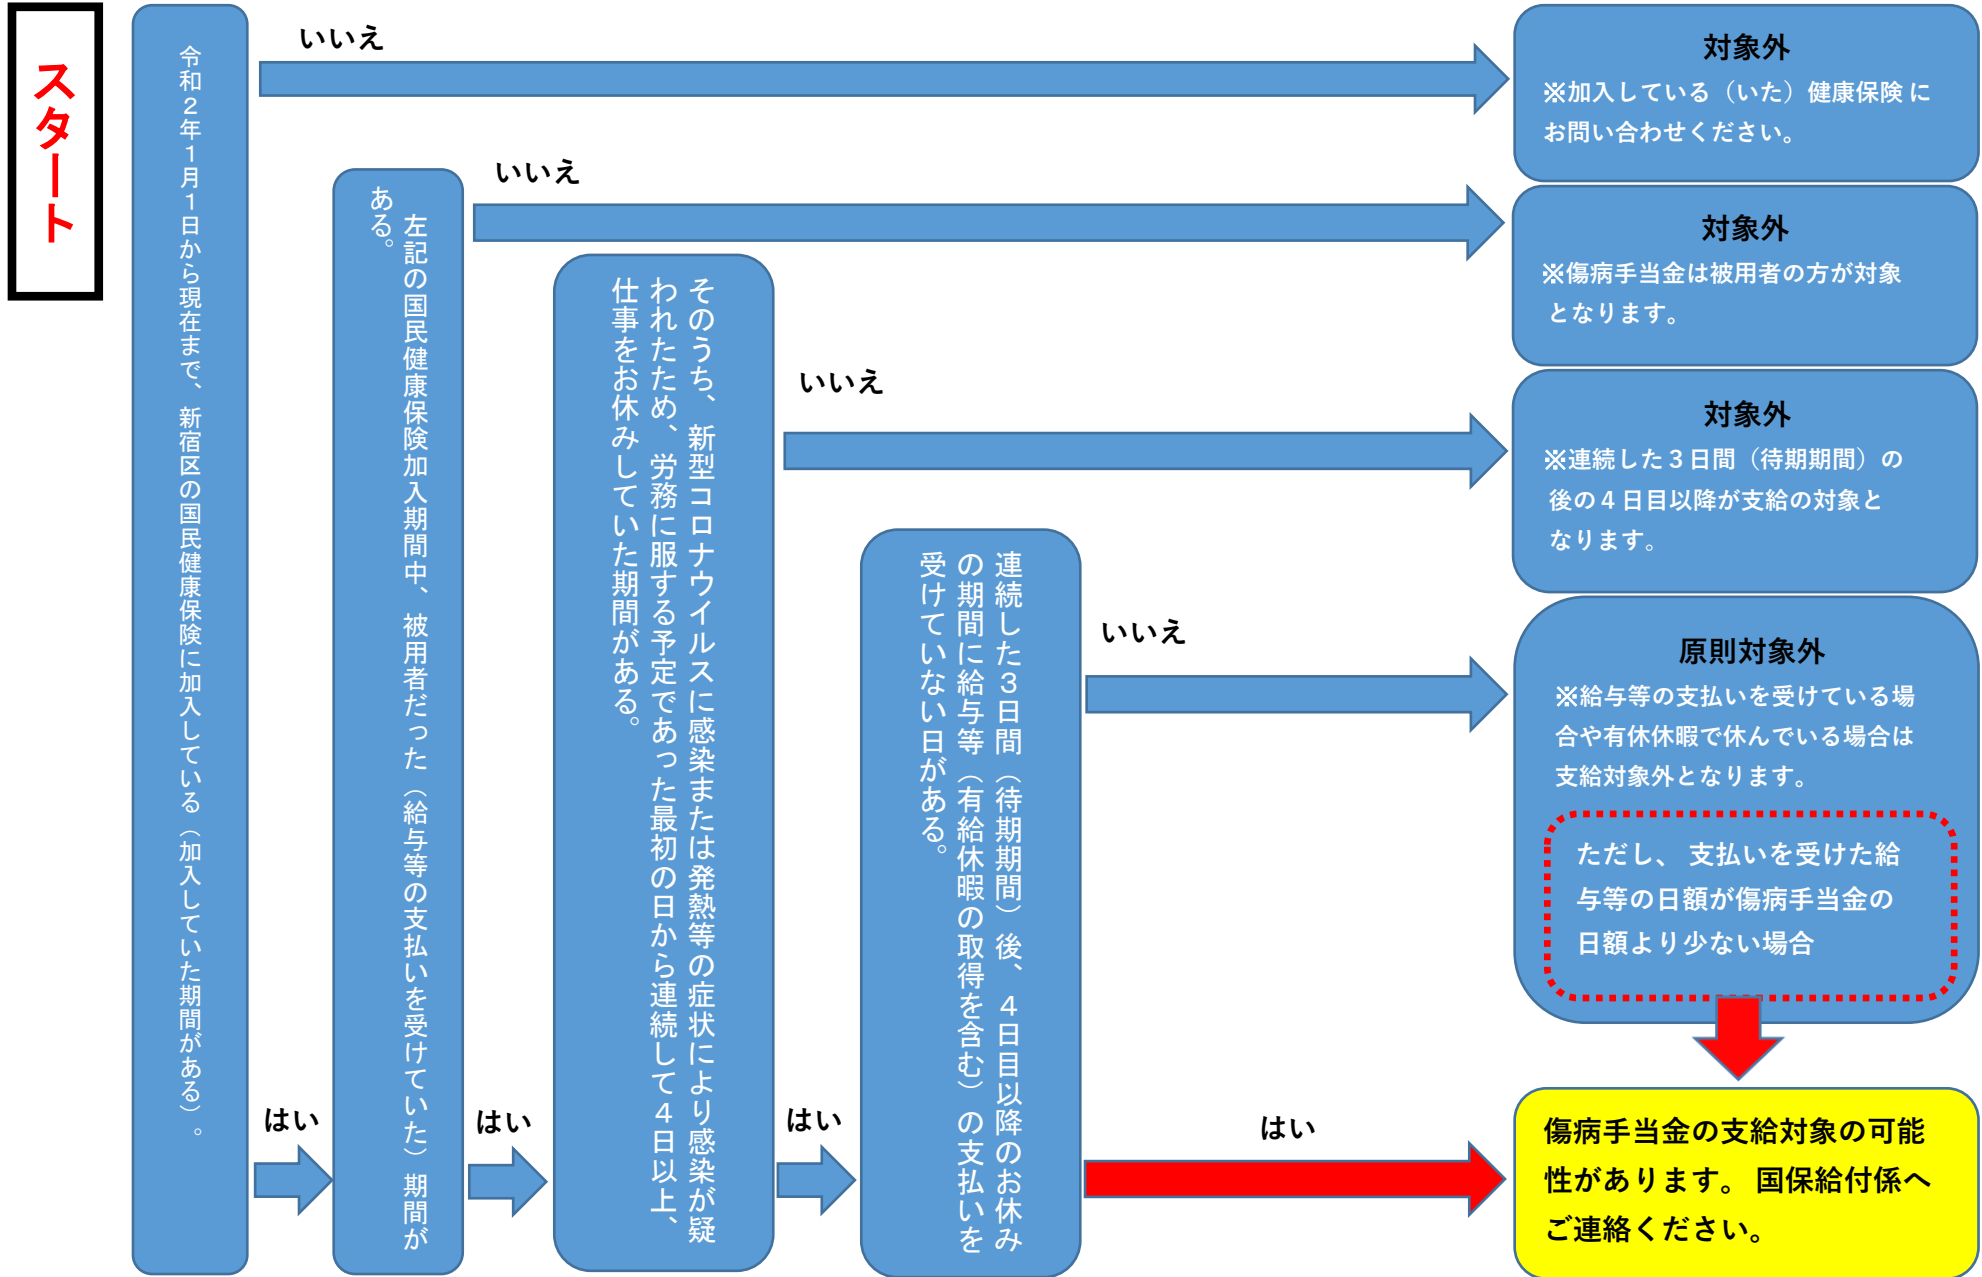 スタート
令和２年１月１日から現在まで、新宿区の国民健康保険に加入している（加入していた期間がある）。
いいえ
対象外
※加入している（いた）健康保険 に
お問い合わせください。
はい
左記の国民健康保険加入期間中、被用者だった（給与等の支払いを受けていた）期間が
ある。
いいえ
対象外
※傷病手当金は被用者の方が対象
となります。
はい
そのうち、新型コロナウイルスに感染または発熱等の症状により感染が疑
われたため、労務に服する予定であった最初の日から連続して４日以上、
仕事をお休みしていた期間がある。
いいえ
対象外
※連続した３日間（待期期間）の
後の４日目以降が支給の対象と
なります。
はい
連続した３日間（待期期間）後、４日目以降のお休み
の期間に給与等（有給休暇の取得を含む）の支払いを
受けていない日がある。
いいえ
原則対象外
※給与等の支払いを受けている場
合や有休休暇で休んでいる場合は
支給対象外となります。
ただし、 支払いを受けた給
与等の日額が傷病手当金の
日額より少ない場合
はい
傷病手当金の支給対象の可能
性があります。 国保給付係へ
ご連絡ください。